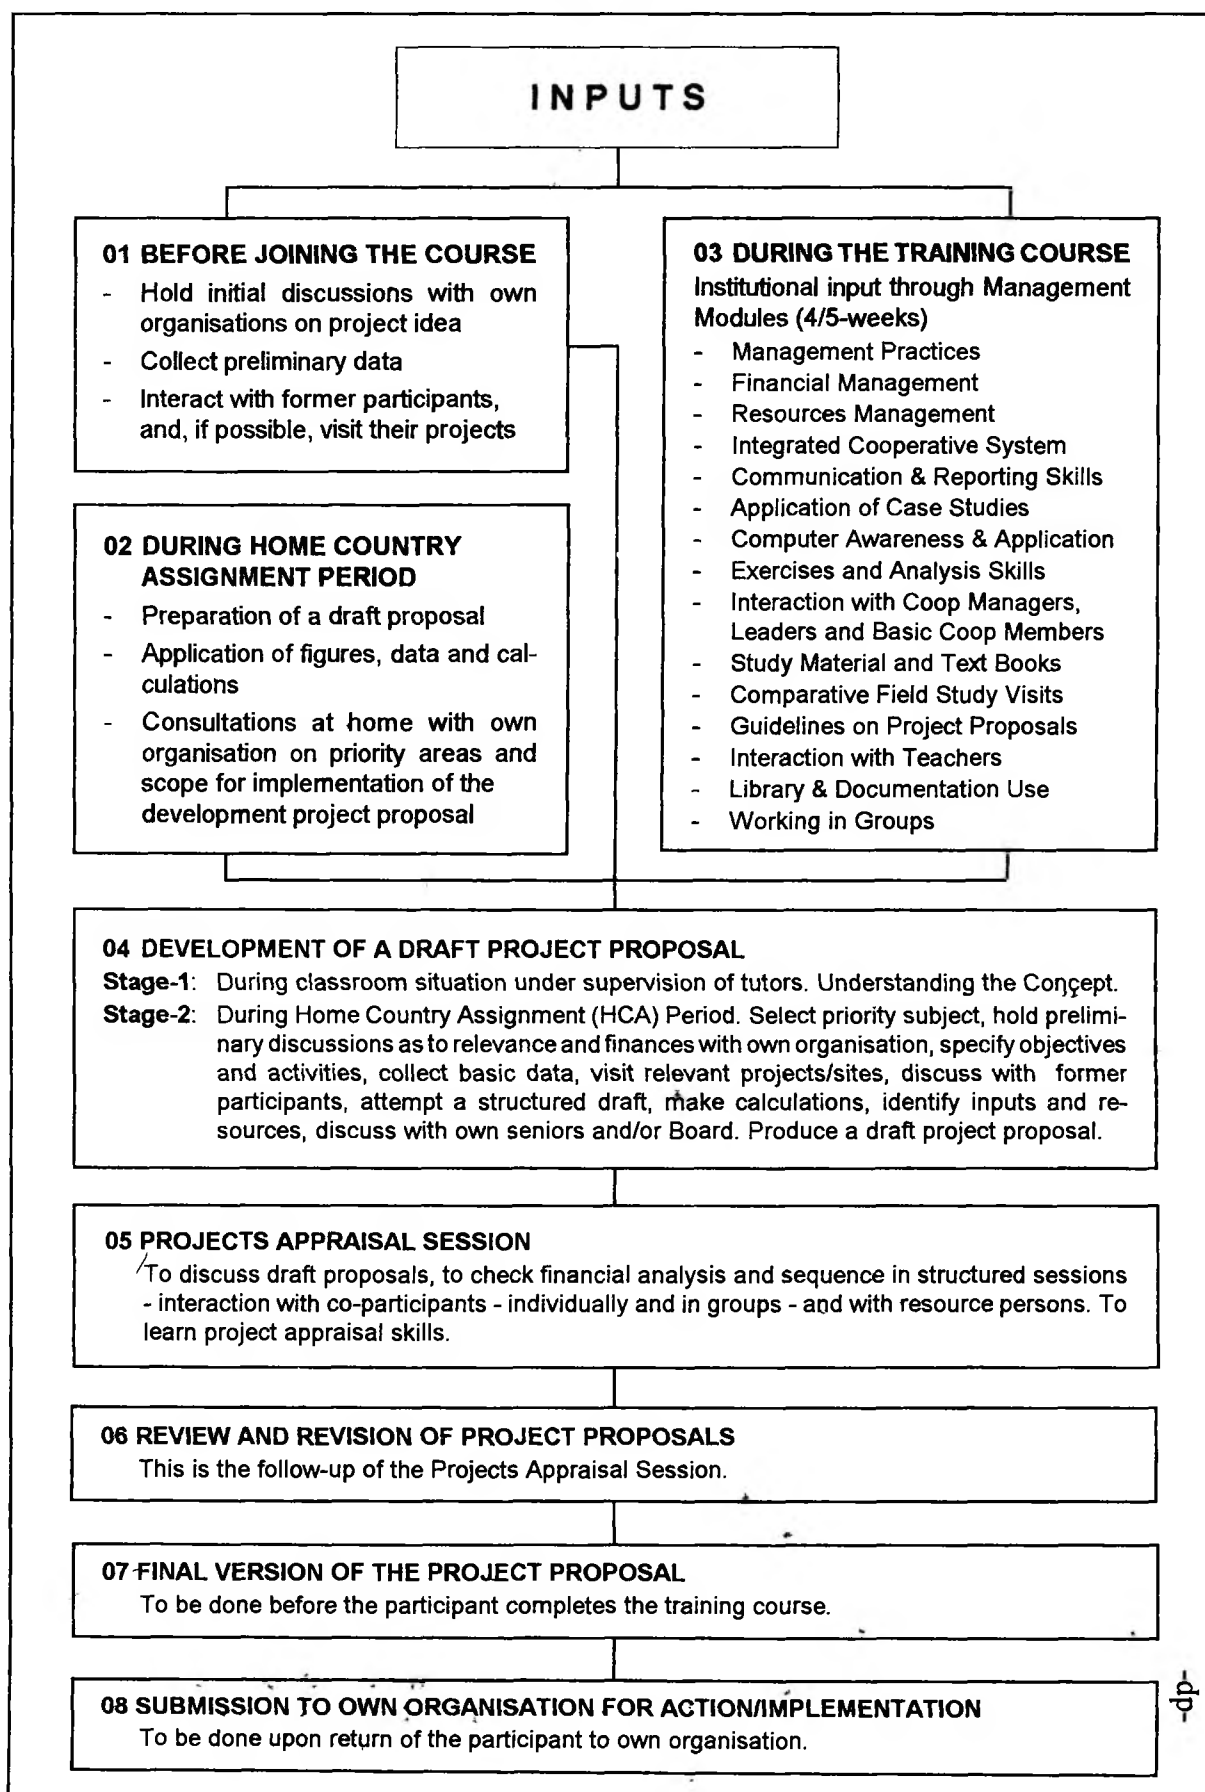 INPUTS
01 BEFORE JOINING THE COURSE
- Hold initial discussions with own
organisations on project idea
- Collect preliminary data
- Interact with former participants,
and, if possible, visit their projects
02 DURING HOME COUNTRY
ASSIGNMENT PERIOD
- Preparation of a draft proposal
- Application of figures, data and cal-
culations
- Consultations at home with own
organisation on priority areas and
scope for implementation of the
development project proposal
03 DURING THE TRAINING COURSE
Institutional input through Management
Modules (4/5-weeks)
- Management Practices
- Financial Management
- Resources Management
- Integrated Cooperative System
- Communication & Reporting Skills
- Application of Case Studies
- Computer Awareness & Application
- Exercises and Analysis Skills
- Interaction with Coop Managers,
Leaders and Basic Coop Members
- Study Material and Text Books
- Comparative Field Study Visits
- Guidelines on Project Proposals
- Interaction with Teachers
- Library & Documentation Use
- Working in Groups
04 DEVELOPMENT OF A DRAFT PROJECT PROPOSAL
Stage-1: During classroom situation under supervision of tutors. Understanding the Concept.
Stage-2: During Home Country Assignment (HCA) Period. Select priority subject, hold prelimi-
nary discussions as to relevance and finances with own organisation, specify objectives
and activities, collect basic data, visit relevant projects/sites, discuss with former
participants, attempt a structured draft, make calculations, identify inputs and re-
sources, discuss with own seniors and/or Board. Produce a draft project proposal.
05 PROJECTS APPRAISAL SESSION
To discuss draft proposals, to check financial analysis and sequence in structured sessions
- interaction with co-participants - individually and in groups - and with resource persons. To
learn project appraisal skills.
06 REVIEW AND REVISION OF PROJECT PROPOSALS
This is the follow-up of the Projects Appraisal Session.
07 FINAL VERSION OF THE PROJECT PROPOSAL
To be done before the participant completes the training course.
08 SUBMISSION TO OWN ORGANISATION FOR ACTION/IMPLEMENTATION
To be done upon return of the participant to own organisation.
-dp-